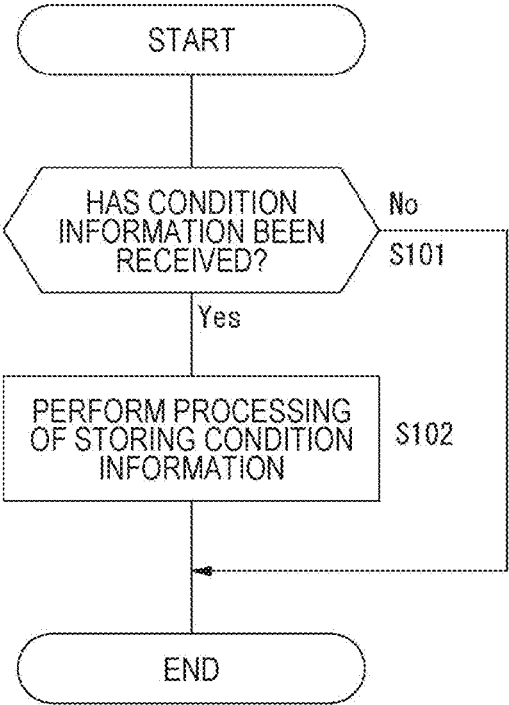 START
HAS CONDITION
INFORMATION BEEN
RECEIVED?
No
S101
Yes
PERFORM PROCESSING
OF STORING CONDITION
INFORMATION
S102
END